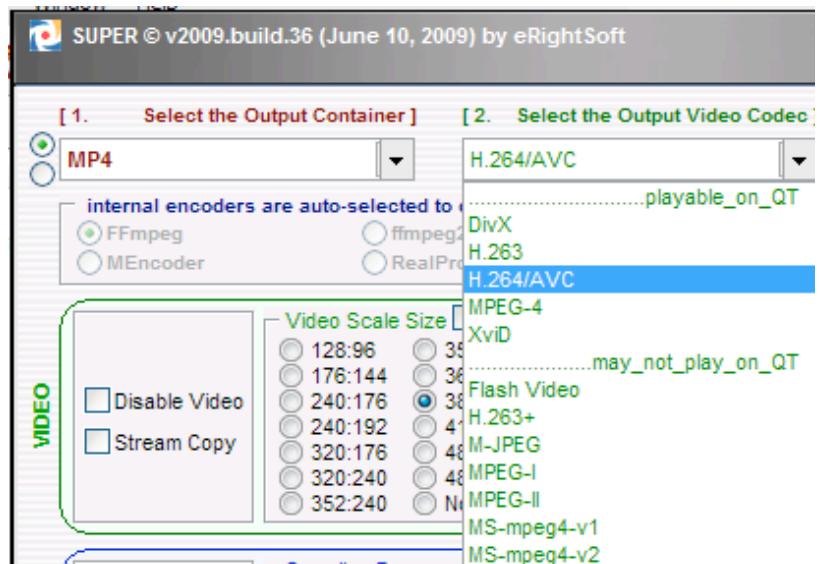 SUPER © v2009.build.36 (June 10, 2009) by eRightSoft
[ 1. Select the Output Container ]
[ 2. Select the Output Video Codec ]
MP4
H.264/AVC
internal encoders are auto-selected to
FFmpeg
MEncoder
..............................playable_on_QT
DivX
H.263
H.264/AVC
MPEG-4
XviD
.....................may_not_play_on_QT
Flash Video
H.263+
M-JPEG
MPEG-I
MPEG-II
MS-mpeg4-v1
MS-mpeg4-v2
VIDEO
Disable Video
Stream Copy
Video Scale Size
128:96
176:144
240:176
240:192
320:176
320:240
352:240